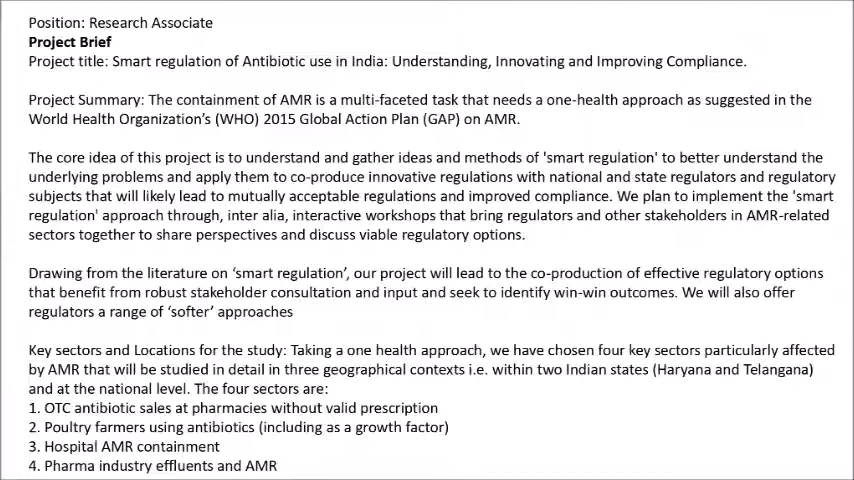 Position: Research Associate
Project Brief
Project title: Smart regulation of Antibiotic use in India: Understanding, Innovating and Improving Compliance.
Project Summary: The containment of AMR is a multi-faceted task that needs a one-health approach as suggested in the
World Health Organization’s (WHO) 2015 Global Action Plan (GAP) on AMR.
The core idea of this project is to understand and gather ideas and methods of 'smart regulation' to better understand the
underlying problems and apply them to co-produce innovative regulations with national and state regulators and regulatory
subjects that will likely lead to mutually acceptable regulations and improved compliance. We plan to implement the 'smart
regulation' approach through, inter alia, interactive workshops that bring regulators and other stakeholders in AMR-related
sectors together to share perspectives and discuss viable regulatory options.
Drawing from the literature on ‘smart regulation’, our project will lead to the co-production of effective regulatory options
that benefit from robust stakeholder consultation and input and seek to identify win-win outcomes. We will also offer
regulators a range of ‘softer’ approaches
Key sectors and Locations for the study: Taking a one health approach, we have chosen four key sectors particularly affected
by AMR that will be studied in detail in three geographical contexts i.e. within two Indian states (Haryana and Telangana)
and at the national level. The four sectors are:
1. OTC antibiotic sales at pharmacies without valid prescription
2. Poultry farmers using antibiotics (including as a growth factor)
3. Hospital AMR containment
4. Pharma industry effluents and AMR